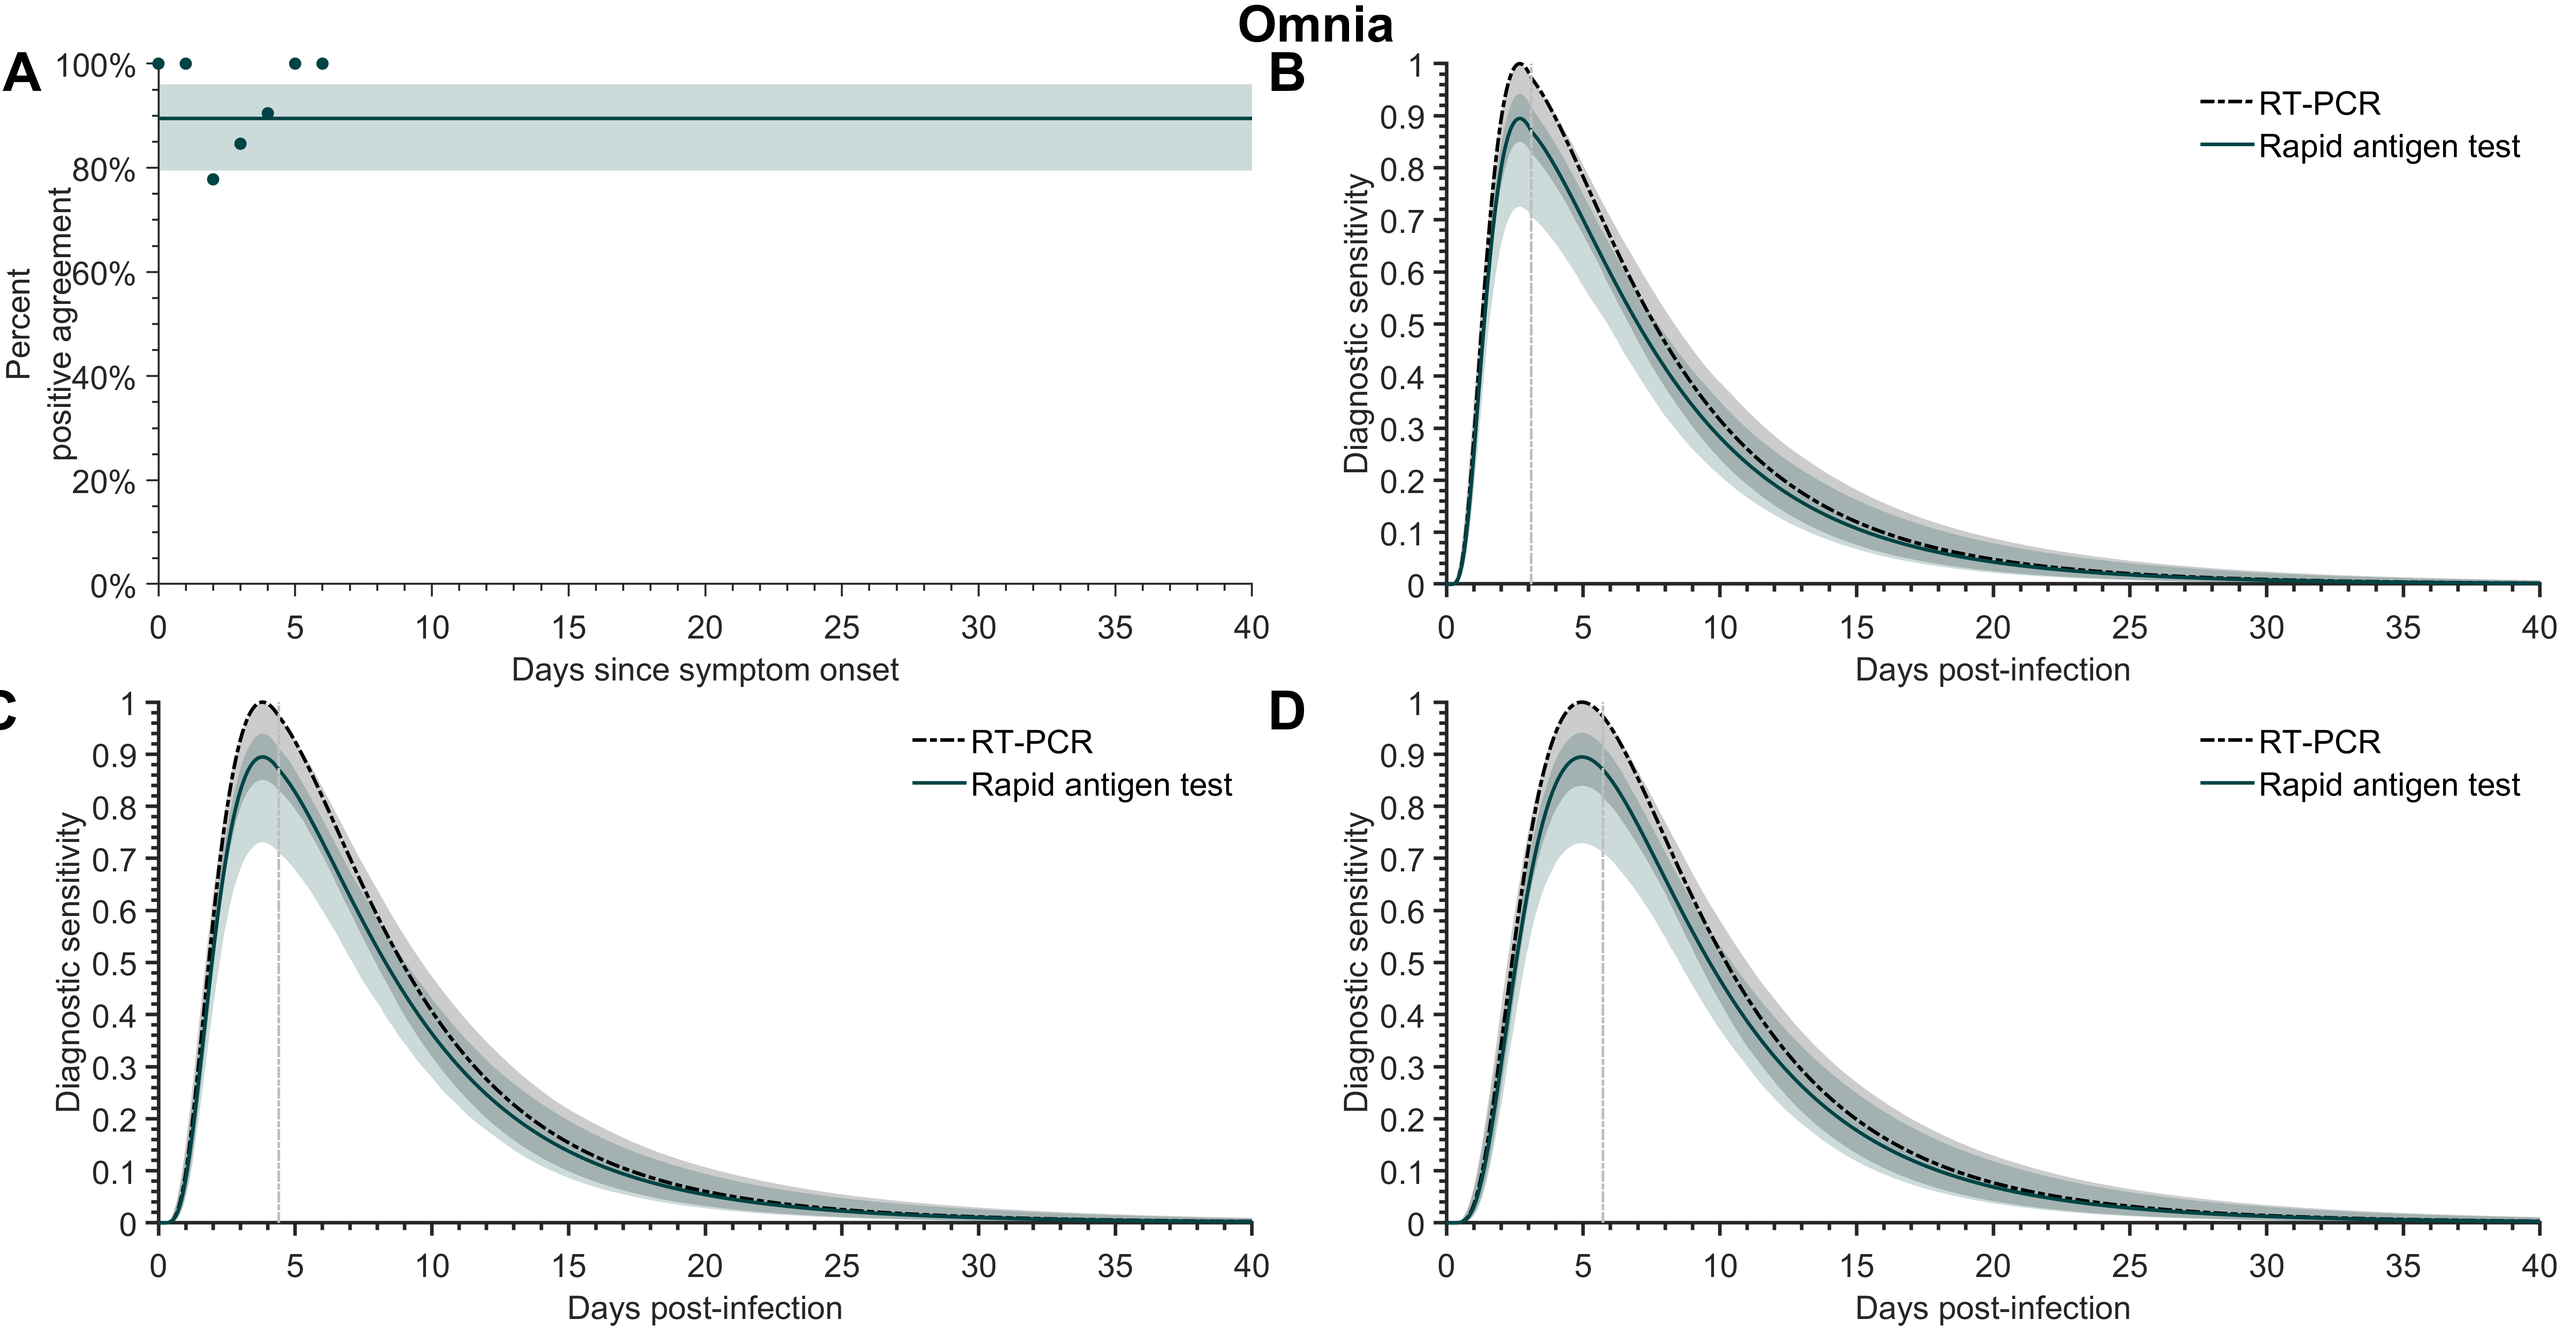 Omnia
A
100%
80%
60%
40%
20%
0%
Percent
positive agreement
0 5 10 15 20 25 30 35 40
Days since symptom onset
B
1
0.9
0.8
0.7
0.6
0.5
0.4
0.3
0.2
0.1
0
Diagnostic sensitivity
RT-PCR
Rapid antigen test
0 5 10 15 20 25 30 35 40
Days post-infection
C
1
0.9
0.8
0.7
0.6
0.5
0.4
0.3
0.2
0.1
0
Diagnostic sensitivity
RT-PCR
Rapid antigen test
0 5 10 15 20 25 30 35 40
Days post-infection
D
1
0.9
0.8
0.7
0.6
0.5
0.4
0.3
0.2
0.1
0
Diagnostic sensitivity
RT-PCR
Rapid antigen test
0 5 10 15 20 25 30 35 40
Days post-infection